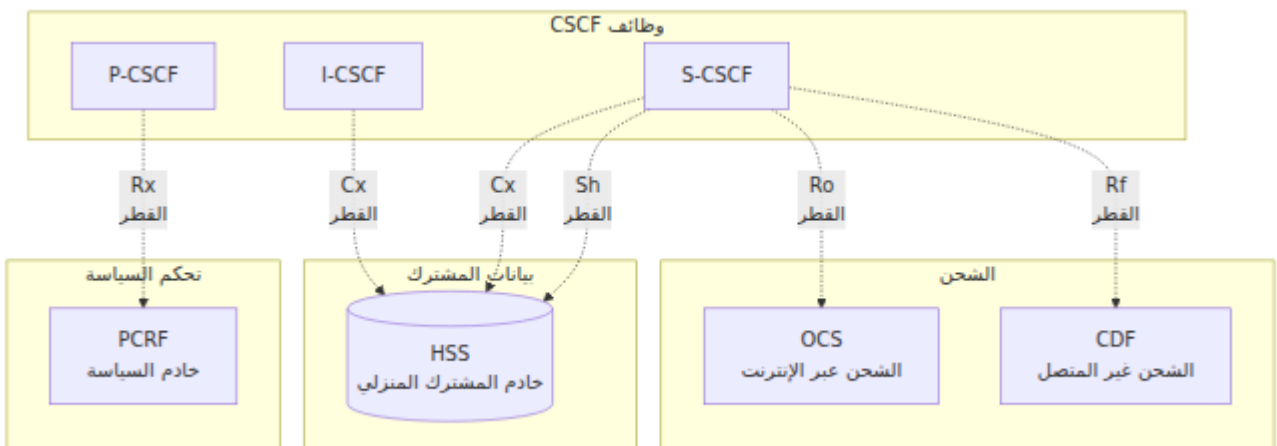 وظائف CSCF
P-CSCF
I-CSCF
S-CSCF
Rx
القطر
Cx
القطر
Cx
القطر
Sh
القطر
Ro
القطر
Rf
القطر
تحكم السياسة
بيانات المشترك
الشحن
PCRF
خادم السياسة
HSS
خادم المشترك المنزلي
OCS
الشحن عبر الإنترنت
CDF
الشحن غير المتصل